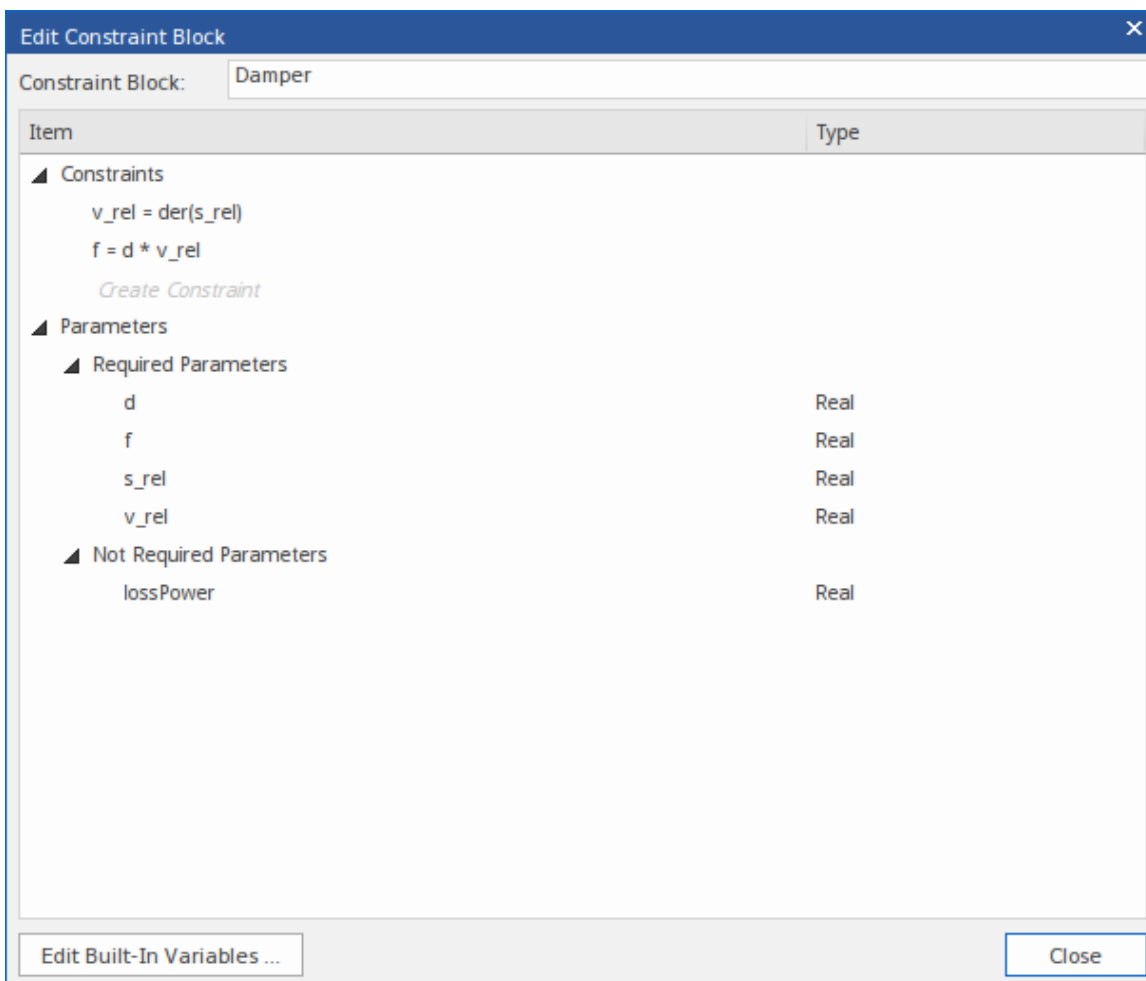 Edit Constraint Block
Constraint Block: Damper
Item Type
Constraints
v_rel = der(s_rel)
f = d * v_rel
Create Constraint
Parameters
Required Parameters
d Real
f Real
s_rel Real
v_rel Real
Not Required Parameters
lossPower Real
Edit Built-In Variables ... Close